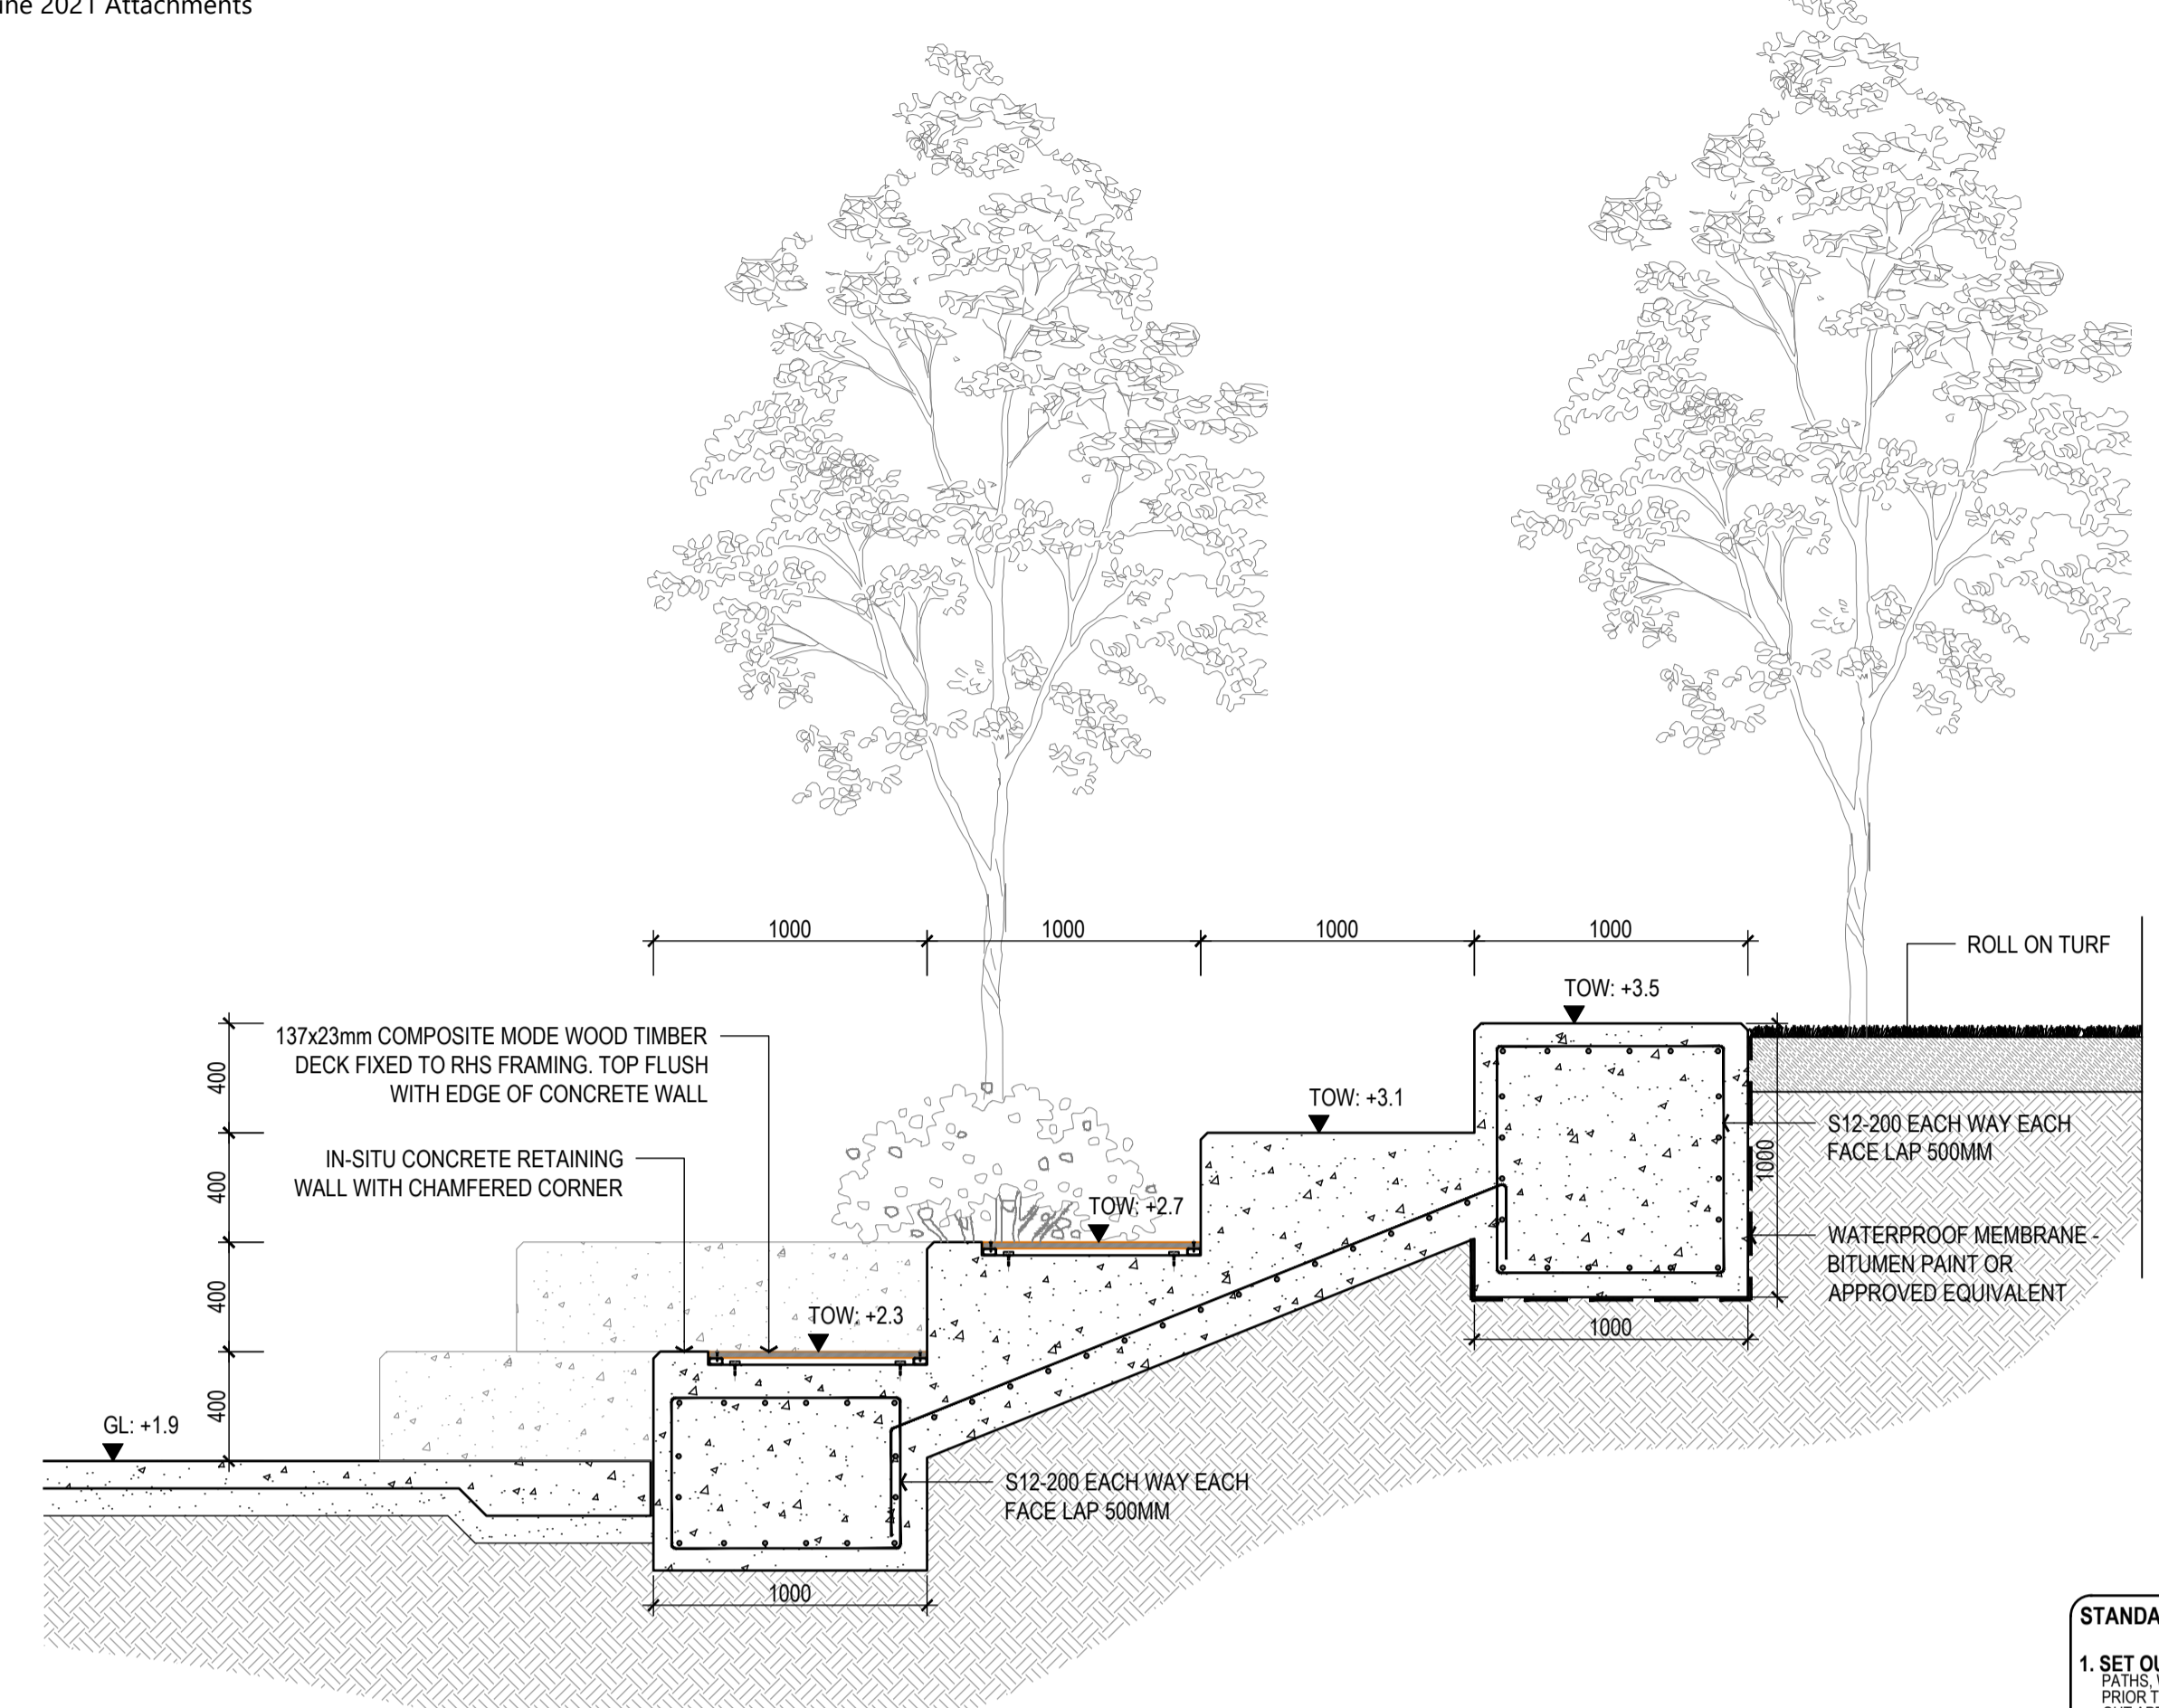 2021 Attachments
1000 1000 1000 1000
ROLL ON TURF
TOW: +3.5
137x23mm COMPOSITE MODE WOOD TIMBER
DECK FIXED TO RHS FRAMING. TOP FLUSH
WITH EDGE OF CONCRETE WALL
400
TOW: +3.1
S12-200 EACH WAY EACH
FACE LAP 500MM
1000
IN-SITU CONCRETE RETAINING
WALL WITH CHAMFERED CORNER
400
TOW: +2.7
WATERPROOF MEMBRANE -
BITUMEN PAINT OR
APPROVED EQUIVALENT
400
TOW: +2.3
1000
400
GL: +1.9
S12-200 EACH WAY EACH
FACE LAP 500MM
1000
1. SET
PATHS,
PRIOR